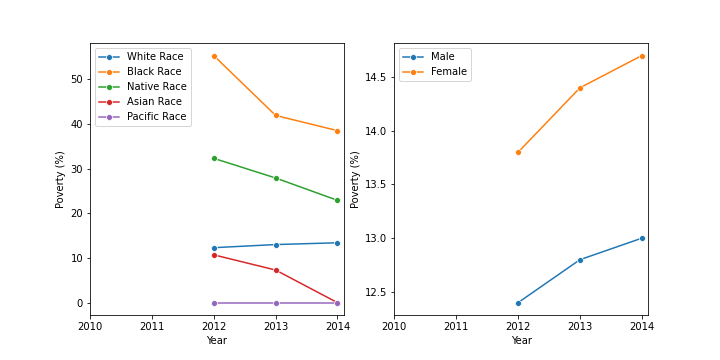 White Race
Black Race
Native Race
Asian Race
Pacific Race
50
40
30
20
10
0
Poverty (%)
2010 2011 2012 2013 2014
Year
Male
Female
14.5
14.0
13.5
13.0
12.5
Poverty (%)
2010 2011 2012 2013 2014
Year